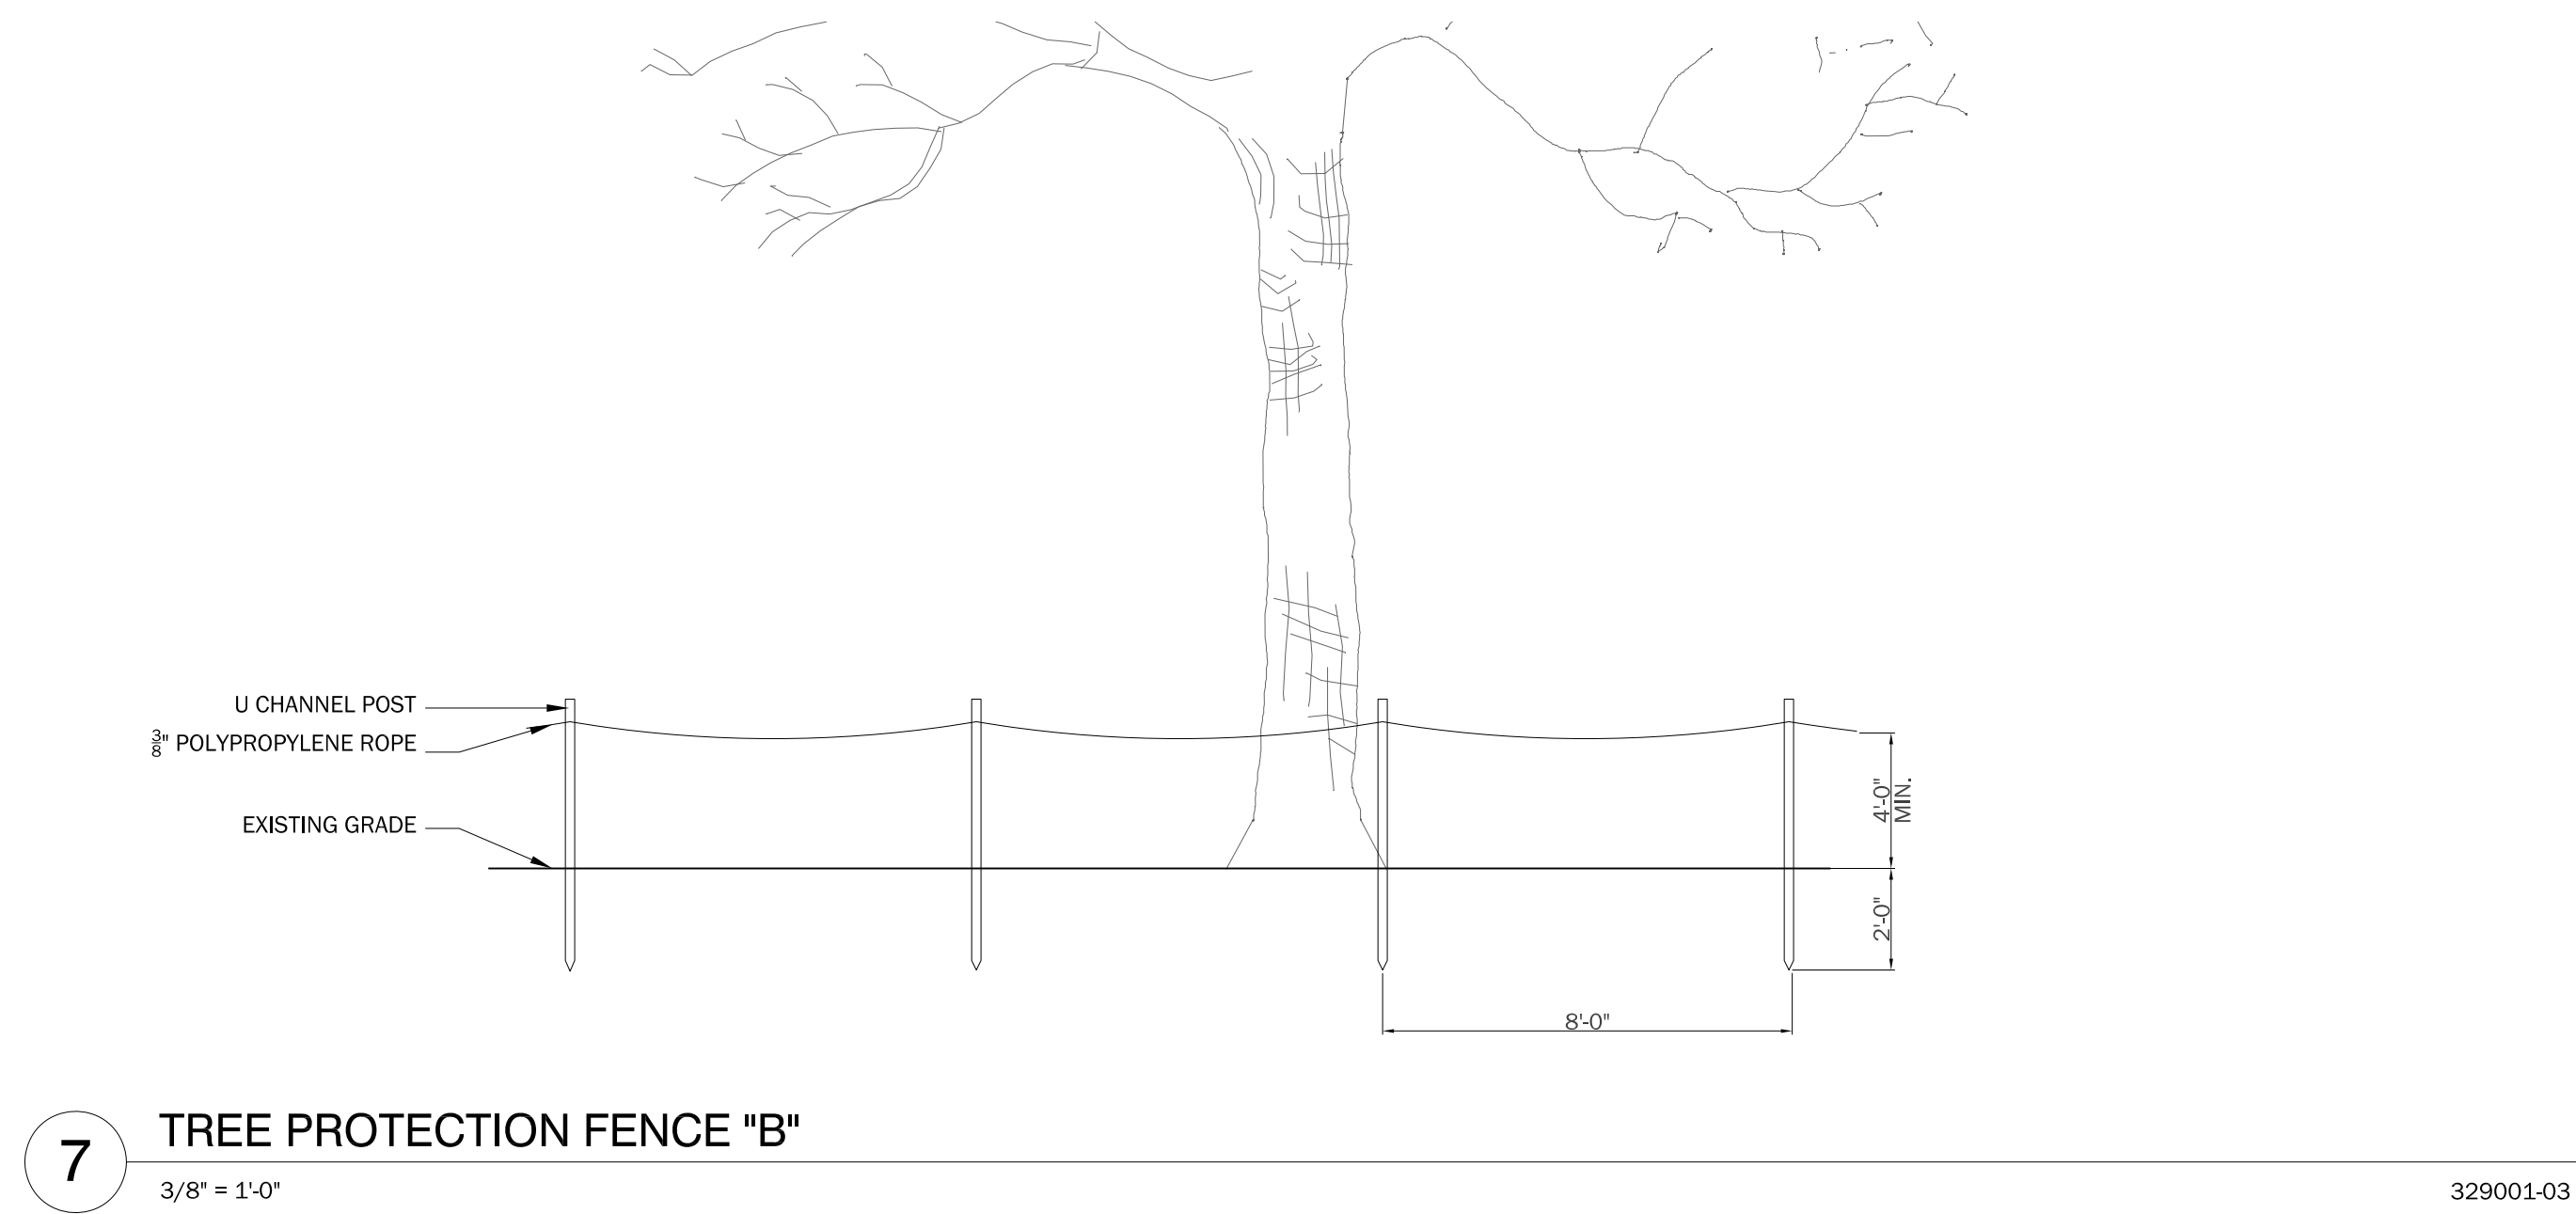 U CHANNEL POST
3/8" POLYPROPYLENE ROPE
EXISTING GRADE
4'-0"
MIN.
2'-0"
8'-0"
7
TREE PROTECTION FENCE "B"
3/8" = 1'-0"
329001-03